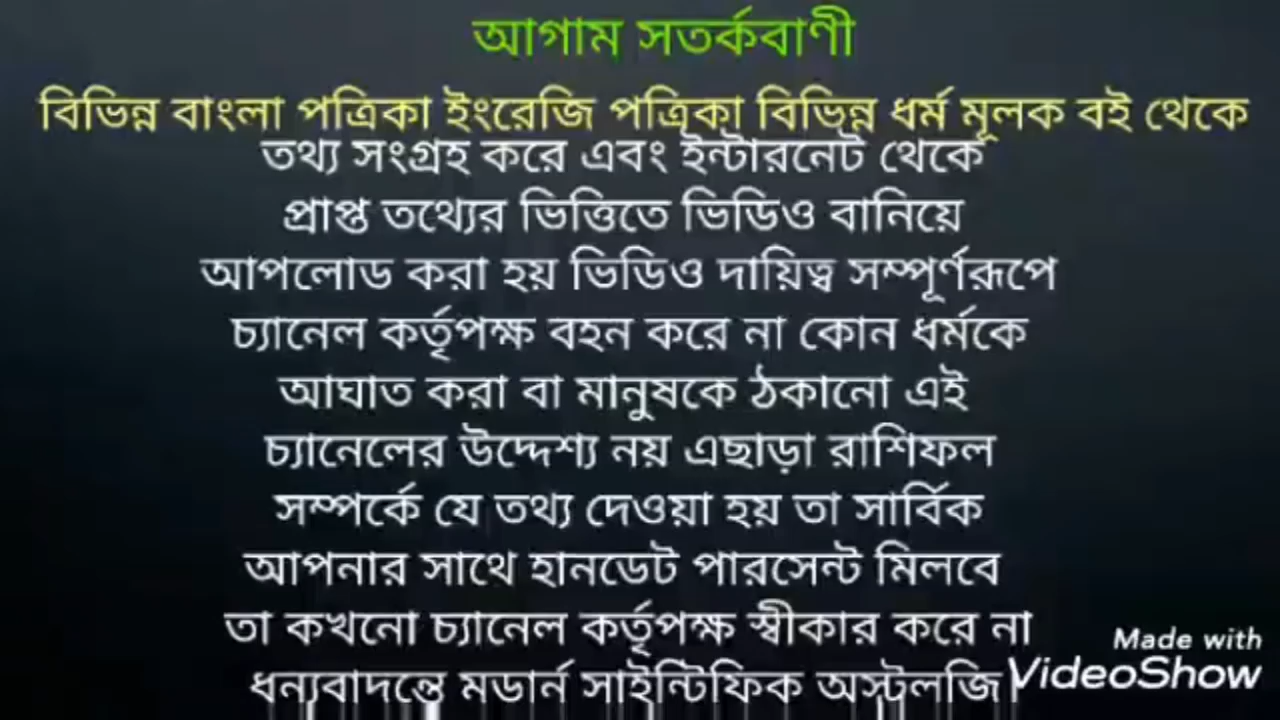 আগাম সতর্কবাণী
বিভিন্ন বাংলা পত্রিকা ইংরেজি পত্রিকা বিভিন্ন ধর্ম মূলক বই থেকে
তথ্য সংগ্রহ করে এবং ইন্টারনেট থেকে
প্রাপ্ত তথ্যের ভিত্তিতে ভিডিও বানিয়ে
আপলোড করা হয় ভিডিও দায়িত্ব সম্পূর্ণরূপে
চ্যানেল কর্তৃপক্ষ বহন করে না কোন ধর্মকে
আঘাত করা বা মানুষকে ঠকানো এই
চ্যানেলের উদ্দেশ্য নয় এছাড়া রাশিফল
সম্পর্কে যে তথ্য দেওয়া হয় তা সার্বিক
আপনার সাথে হানডেট পারসেন্ট মিলবে
তা কখনো চ্যানেল কর্তৃপক্ষ স্বীকার করে না
ধন্যবাদন্তে মডার্ন সাইন্টিফিক অস্ট্রলজি।
Made with
VideoShow